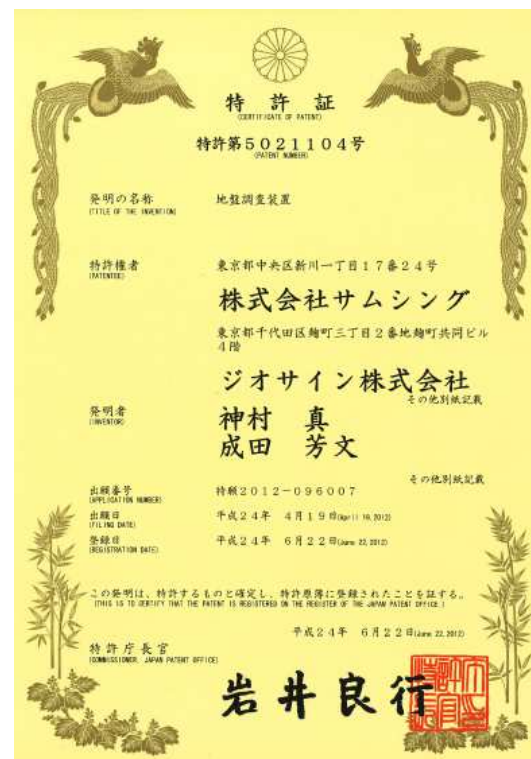 特許証
(CERTIFICATE OF PATENT)
特許第5021104号
(PATENT NUMBER)
発明の名称
(TITLE OF THE INVENTION)
地盤調査装置
特許権者
(PATENTEE)
東京都中央区新川一丁目17番24号
株式会社サムシング
東京都千代田区麹町三丁目2番地麹町共同ビル
4階
ジオサイン株式会社
その他別紙記載
発明者
(INVENTOR)
神村 真
成田 芳文
その他別紙記載
出願番号
(APPLICATION NUMBER)
特願2012-096007
出願日
(FILING DATE)
平成24年 4月19日(April 19,2012)
登録日
(REGISTRATION DATE)
平成24年 6月22日(June 22,2012)
この発明は、特許するものと確定し、特許原簿に登録されたことを証する。
(THIS IS TO CERTIFY THAT THE PATENT IS REGISTERED ON THE REGISTER OF THE JAPAN PATENT OFFICE.)
平成24年 6月22日(June 22,2012)
特許庁長官
(COMMISSIONER, JAPAN PATENT OFFICE)
岩井良行